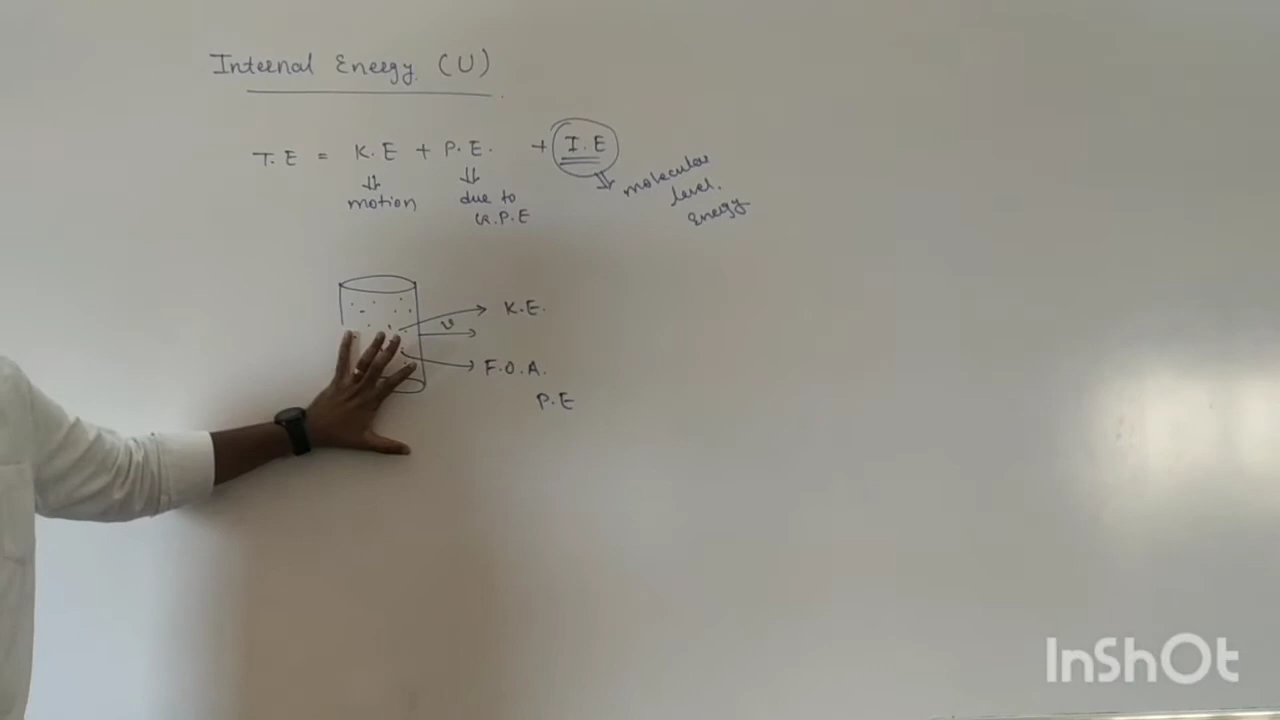 Internal Energy (U)
T.E = K.E + P.E. + I.E
motion
due to
G.P.E
molecular
level.
Energy
K.E.
v
F.O.A.
P.E
InShOt